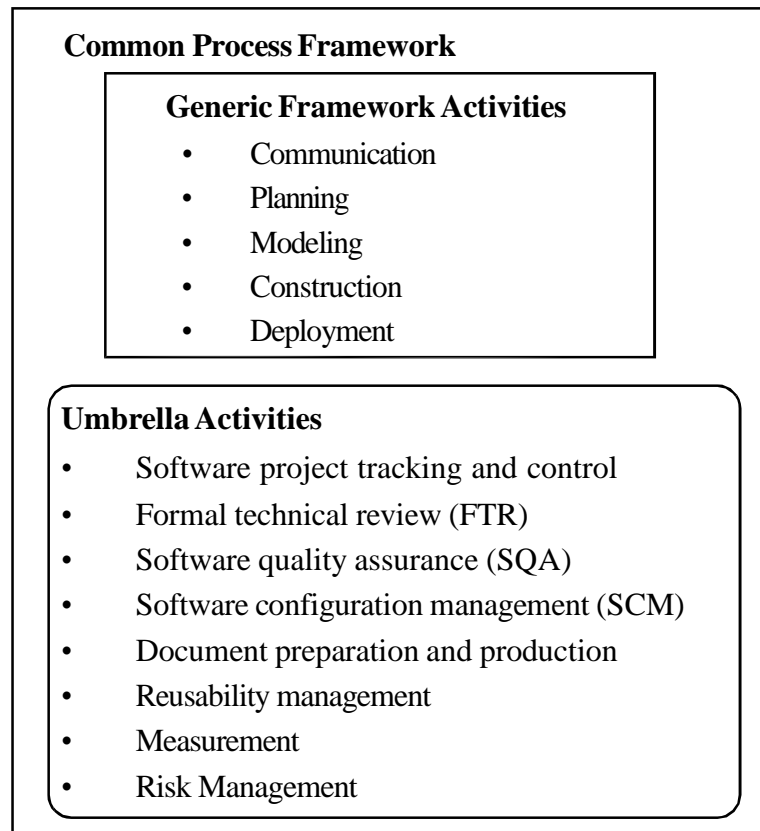 Common Process Framework
Generic Framework Activities
• Communication
• Planning
• Modeling
• Construction
• Deployment
Umbrella Activities
• Software project tracking and control
• Formal technical review (FTR)
• Software quality assurance (SQA)
• Software configuration management (SCM)
• Document preparation and production
• Reusability management
• Measurement
• Risk Management